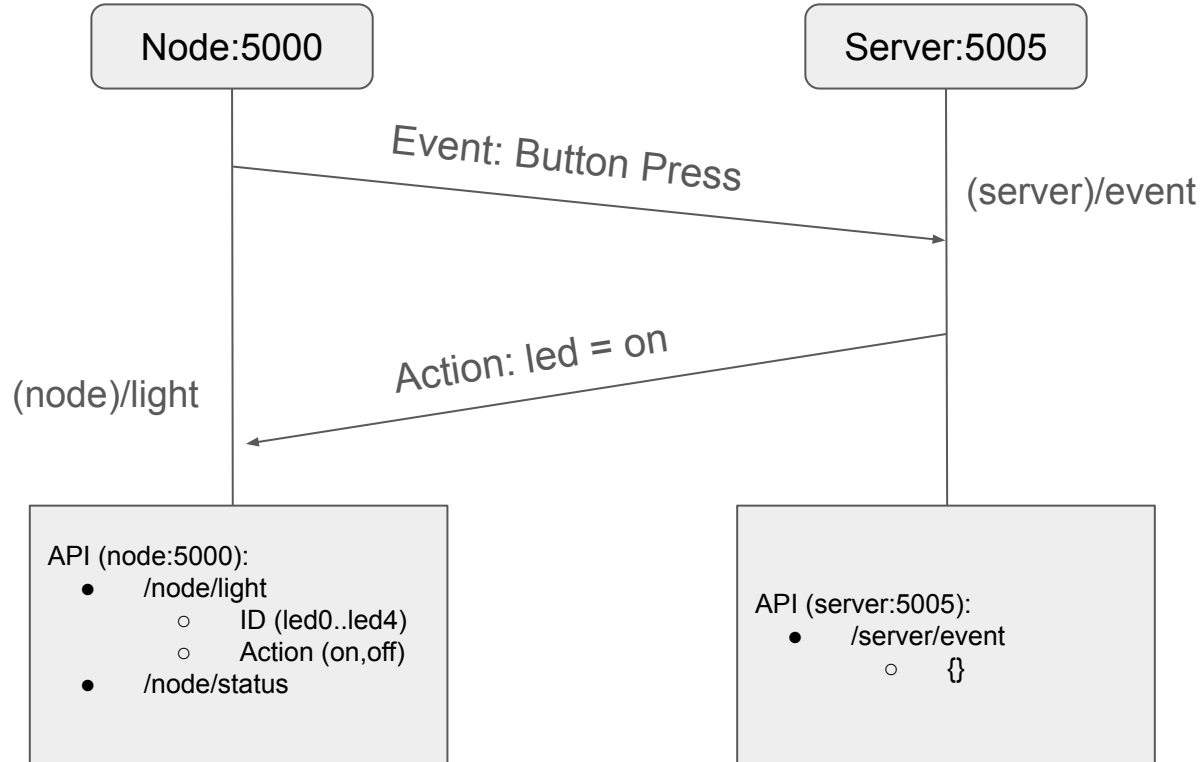 Node:5000
Server:5005
Event: Button Press
(server)/event
Action: led = on
(node)/light
API (node:5000):
● /node/light
○ ID (led0..led4)
○ Action (on,off)
● /node/status
API (server:5005):
● /server/event
○ {}